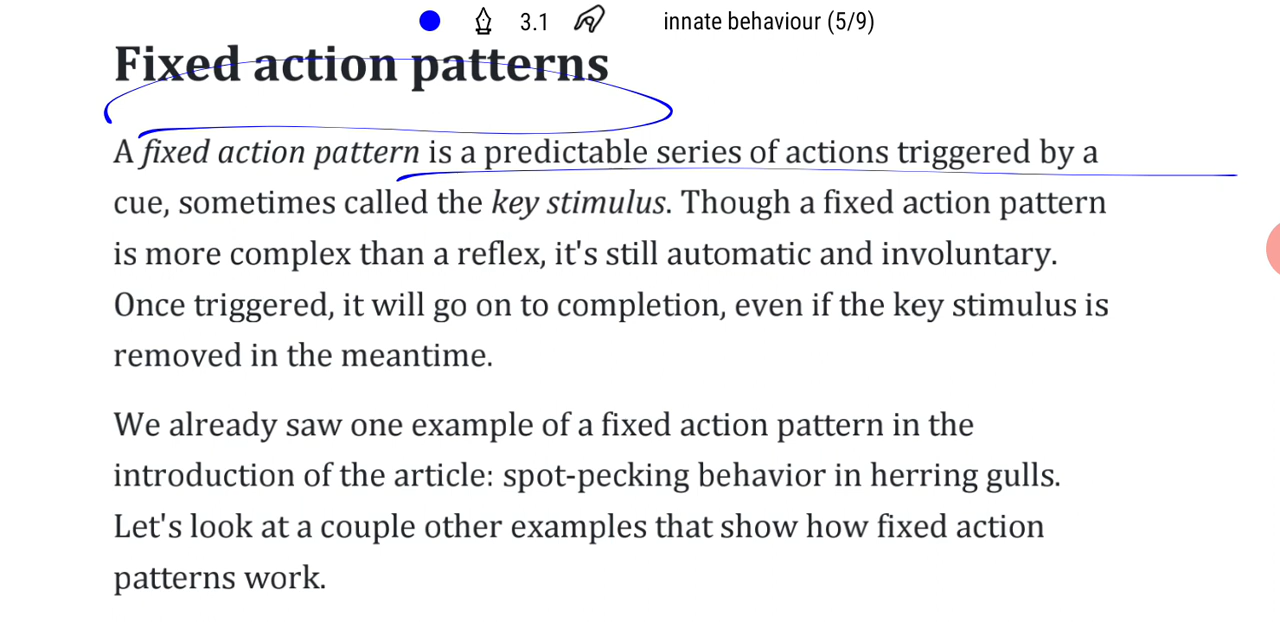 3.1 innate behaviour (5/9)
Fixed action patterns
A fixed action pattern is a predictable series of actions triggered by a
cue, sometimes called the key stimulus. Though a fixed action pattern
is more complex than a reflex, it's still automatic and involuntary.
Once triggered, it will go on to completion, even if the key stimulus is
removed in the meantime.
We already saw one example of a fixed action pattern in the
introduction of the article: spot-pecking behavior in herring gulls.
Let's look at a couple other examples that show how fixed action
patterns work.